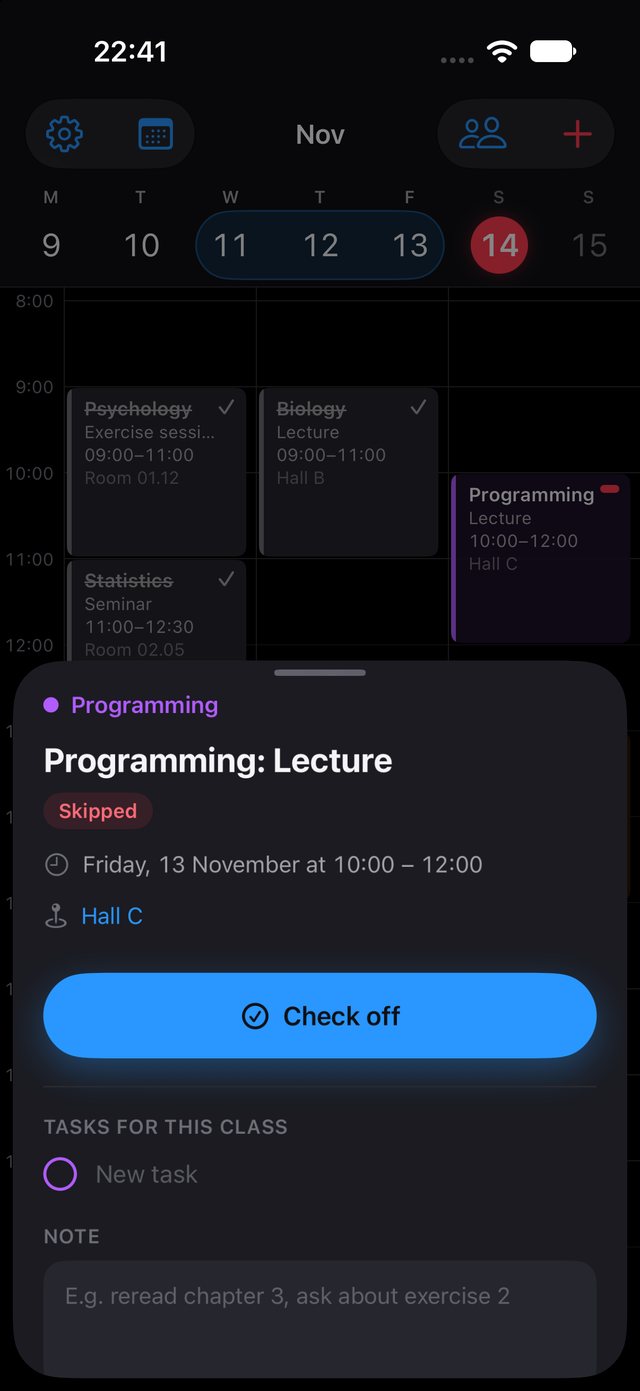 22:41
Nov
M T W T F S S
9 10 11 12 13 14 15
8:00
9:00
Psychology
Exercise sessi...
09:00–11:00
Room 01.12
Biology
Lecture
09:00–11:00
Hall B
10:00
Programming
Lecture
10:00–12:00
Hall C
11:00
Statistics
Seminar
11:00–12:30
Room 02.05
12:00
Programming
Programming: Lecture
Skipped
Friday, 13 November at 10:00 – 12:00
Hall C
Check off
TASKS FOR THIS CLASS
New task
NOTE
E.g. reread chapter 3, ask about exercise 2